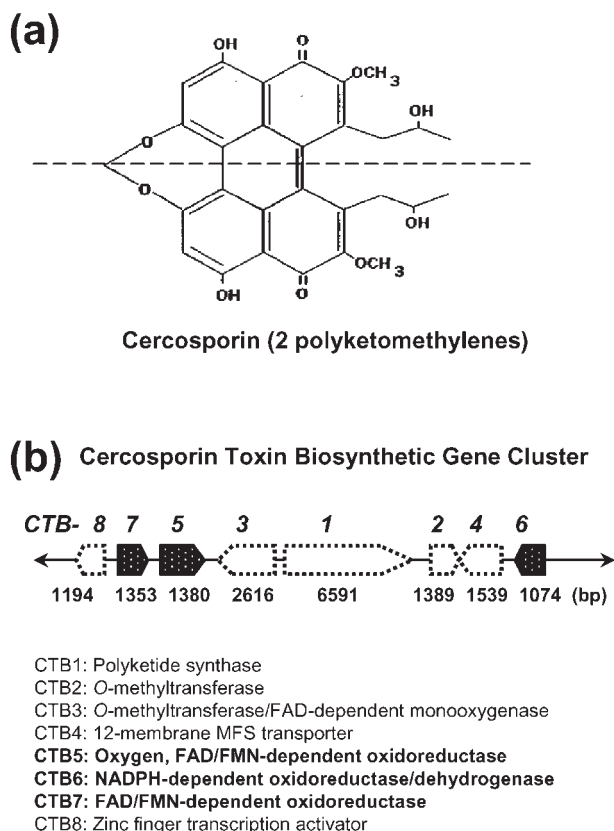 (a)
OH
O
OCH3
OH
O
O
OH
OCH3
OH
O
Cercosporin (2 polyketomethylenes)
(b) Cercosporin Toxin Biosynthetic Gene Cluster
CTB- 8 7 5 3 1 2 4 6
1194 1353 1380 2616 6591 1389 1539 1074 (bp)
CTB1: Polyketide synthase
CTB2: O-methyltransferase
CTB3: O-methyltransferase/FAD-dependent monooxygenase
CTB4: 12-membrane MFS transporter
CTB5: Oxygen, FAD/FMN-dependent oxidoreductase
CTB6: NADPH-dependent oxidoreductase/dehydrogenase
CTB7: FAD/FMN-dependent oxidoreductase
CTB8: Zinc finger transcription activator